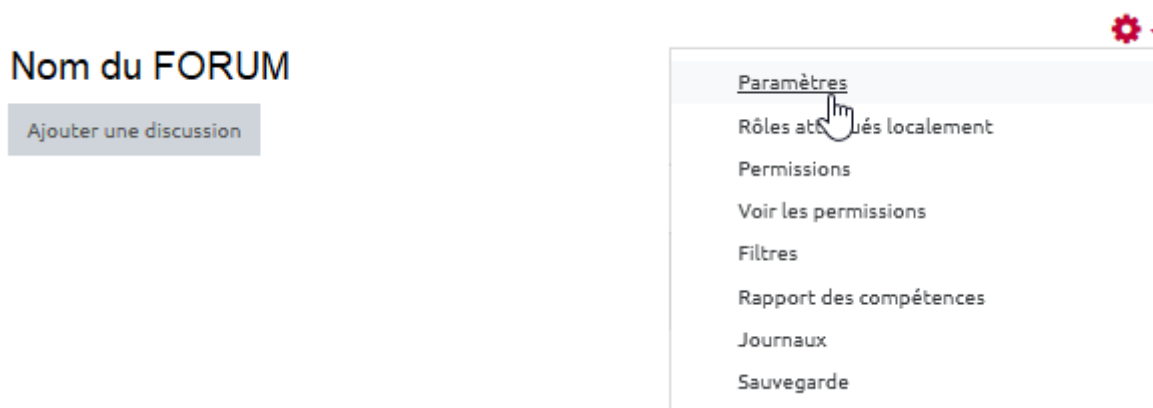 Nom du FORUM
Ajouter une discussion
Paramètres
Rôles localement
Permissions
Voir les permissions
Filtres
Rapport des compétences
Journaux
Sauvegarde